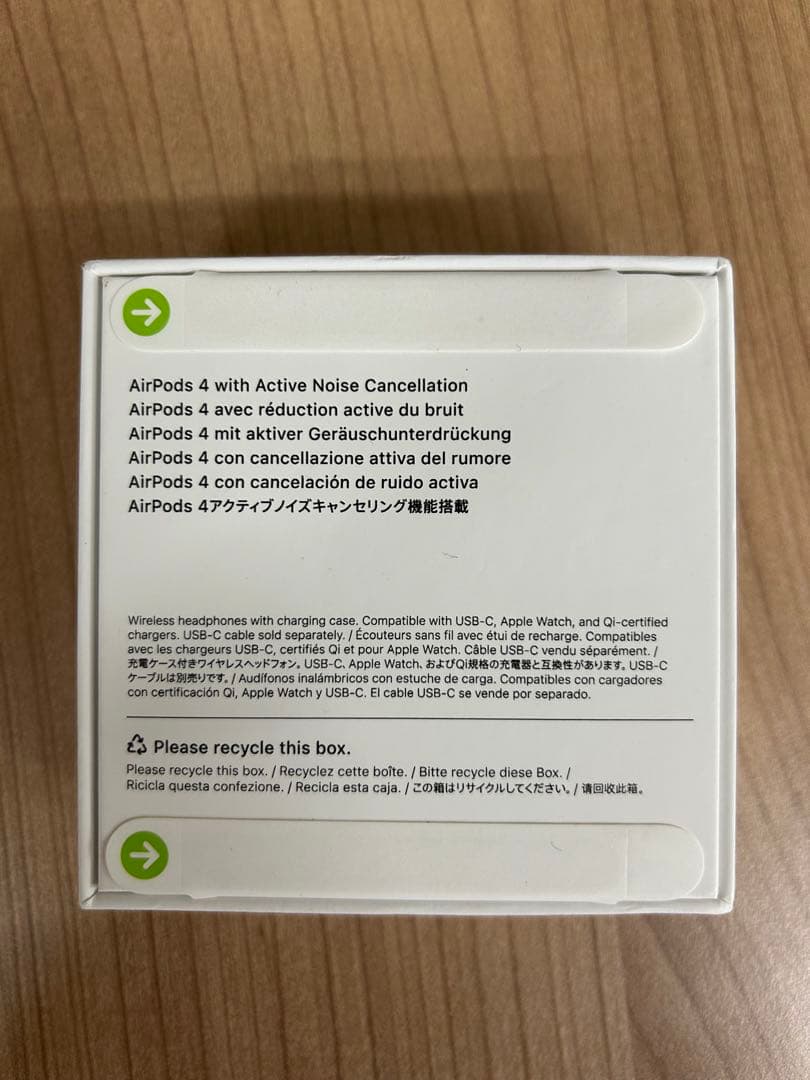 AirPods 4 with Active Noise Cancellation
AirPods 4 avec réduction active du bruit
AirPods 4 mit aktiver Geräuschunterdrückung
AirPods 4 con cancellazione attiva del rumore
AirPods 4 con cancelación de ruido activa
AirPods 4アクティブノイズキャンセリング機能搭載
Wireless headphones with charging case. Compatible with USB-C, Apple Watch, and Qi-certified
chargers. USB-C cable sold separately. / Écouteurs sans fil avec étui de recharge. Compatibles
avec les chargeurs USB-C, certifiés Qi et pour Apple Watch. Câble USB-C vendu séparément. /
充電ケース付きワイヤレスヘッドフォン。USB-C、Apple Watch、およびQi規格の充電器と互換性があります。USB-C
ケーブルは別売りです。/ Audífonos inalámbricos con estuche de carga. Compatibles con cargadores
con certificación Qi, Apple Watch y USB-C. El cable USB-C se vende por separado.
Please recycle this box.
Please recycle this box. / Recyclez cette boîte. / Bitte recycle diese Box. /
Ricicla questa confezione. / Recicla esta caja. / この箱はリサイクルしてください。/ 请回收此箱。